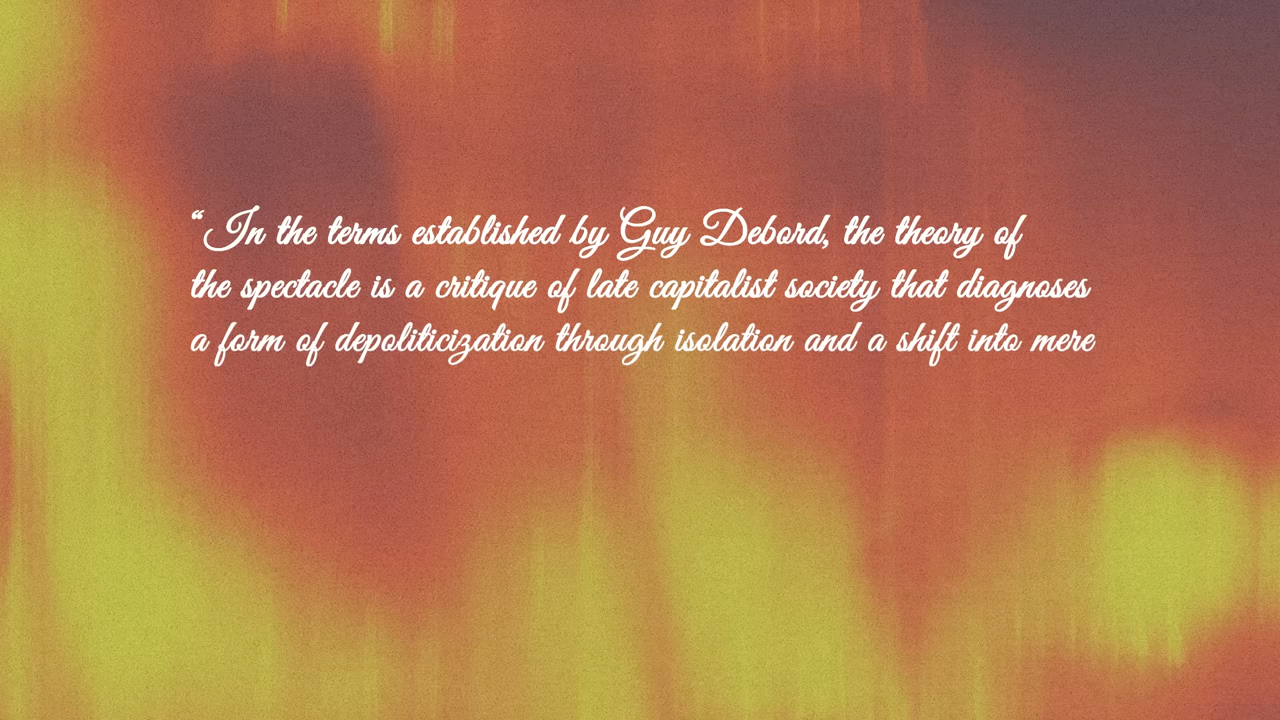 “In the terms established by Guy Debord, the theory of
the spectacle is a critique of late capitalist society that diagnoses
a form of depoliticization through isolation and a shift into mere